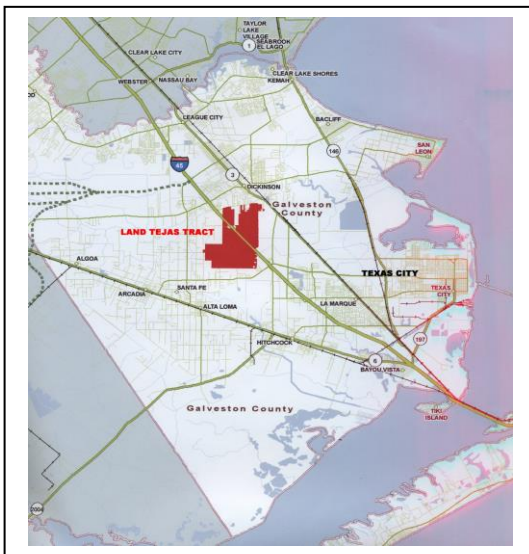 TAYLOR
LAKE
VILLAGE
SEABROOK
EL LAGO
1
CLEAR LAKE CITY
CLEAR LAKE SHORES
WEBSTER
NASSAU BAY
KEMAH
LEAGUE CITY
BACLIFF
SAN
LEON
146
45
3
DICKINSON
Galveston
County
LAND TEJAS TRACT
ALGOA
TEXAS CITY
TEXAS
CITY
ARCADIA
SANTA FE
ALTA LOMA
LA MARQUE
HITCHCOCK
197
6
BAYOU VISTA
Galveston County
TIKI
ISLAND
2004